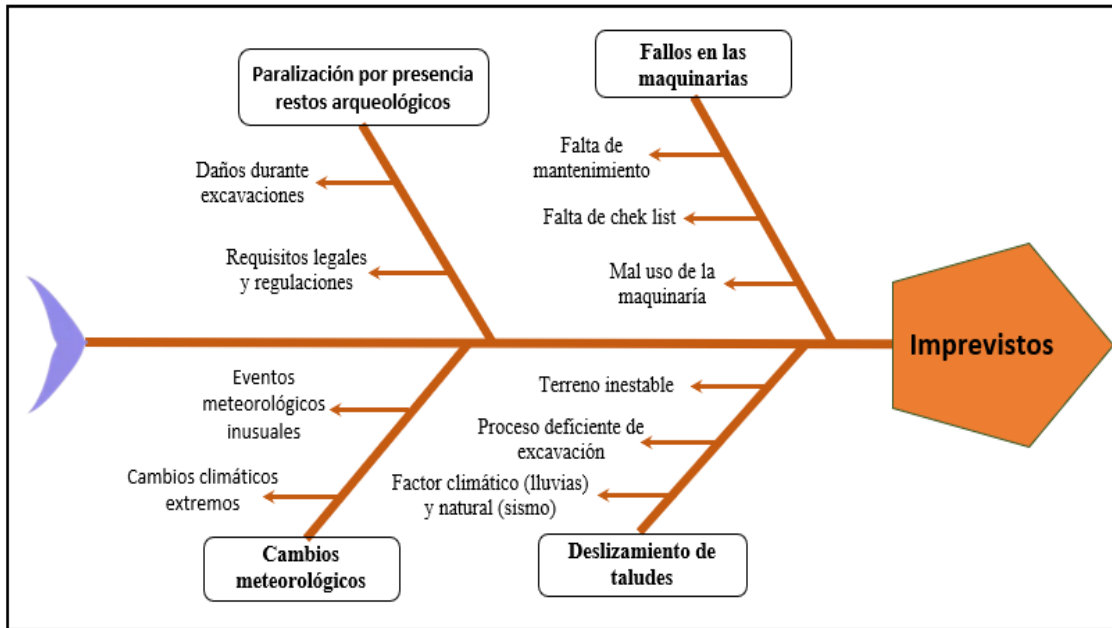 Paralización por presencia
restos arqueológicos
Daños durante
excavaciones
Requisitos legales
y regulaciones
Fallos en las
maquinarias
Falta de
mantenimiento
Falta de chek list
Mal uso de la
maquinaría
Imprevistos
Eventos
meteorológicos
inusuales
Cambios climáticos
extremos
Cambios
meteorológicos
Terreno inestable
Proceso deficiente de
excavación
Factor climático (lluvias)
y natural (sismo)
Deslizamiento de
taludes